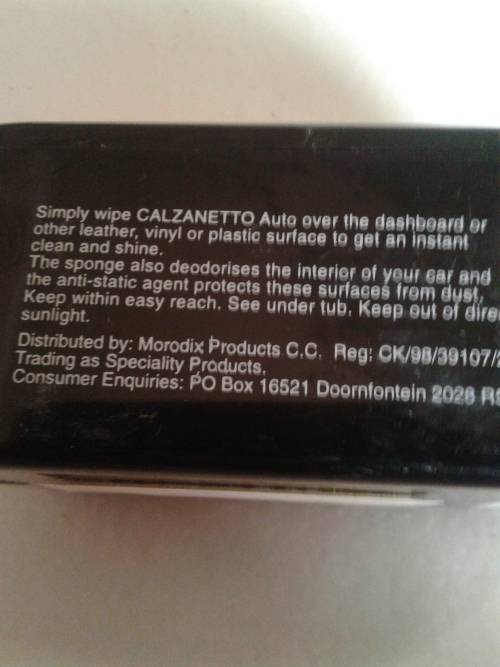 Simply wipe CALZANETTO Auto over the dashboard or
other leather, vinyl or plastic surface to get an instant
clean and shine.
The sponge also deodorises the interior of your car and
the anti-static agent protects these surfaces from dust,
Keep within easy reach. See under tub. Keep out of
sunlight.
Distributed by: Morodix Products C.C. Reg: CK/98/39107/
Trading as Speciality Products.
Consumer Enquiries: PO Box 16521 Doornfontein 2028